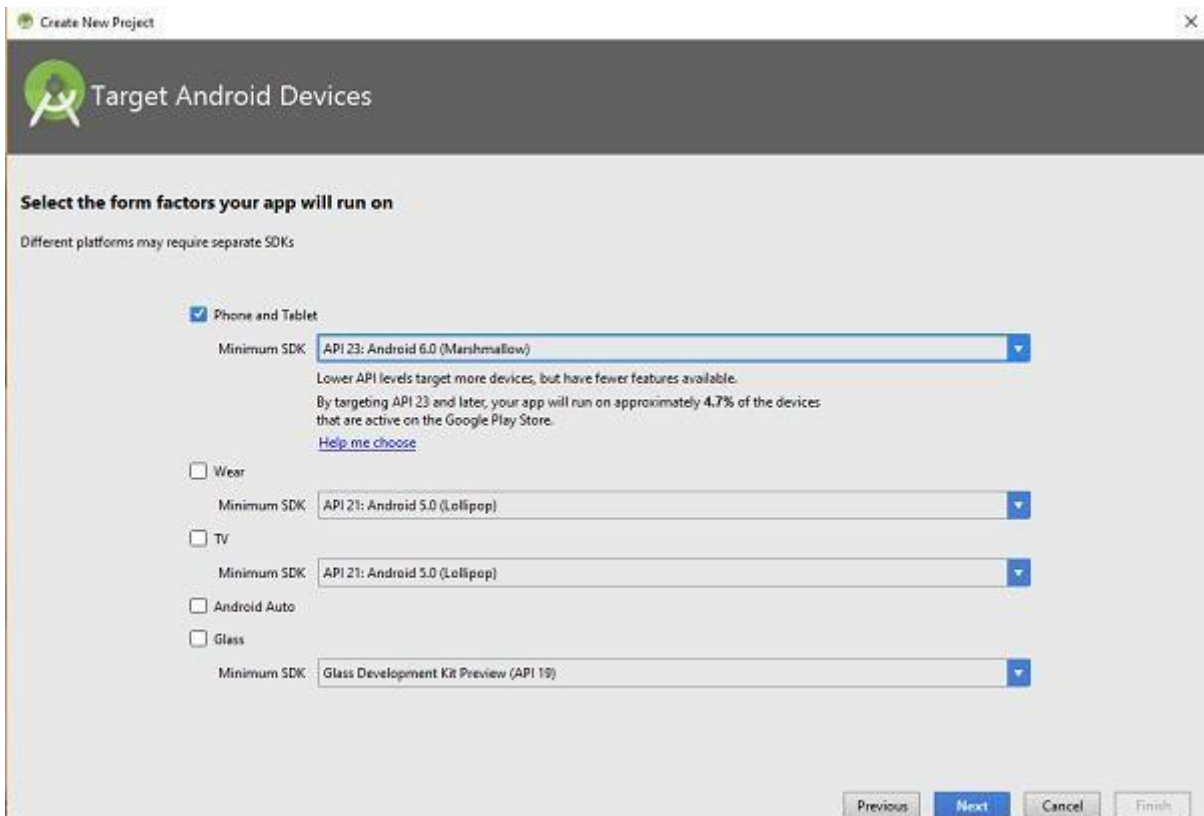 Create New Project
Target Android Devices
Select the form factors your app will run on
Different platforms may require separate SDKs
Phone and Tablet
Minimum SDK API 23: Android 6.0 (Marshmallow)
Lower API levels target more devices, but have fewer features available.
By targeting API 23 and later, your app will run on approximately 4.7% of the devices
that are active on the Google Play Store.
Help me choose
Wear
Minimum SDK API 21: Android 5.0 (Lollipop)
TV
Minimum SDK API 21: Android 5.0 (Lollipop)
Android Auto
Glass
Minimum SDK Glass Development Kit Preview (API 19)
Previous Next Cancel Finish